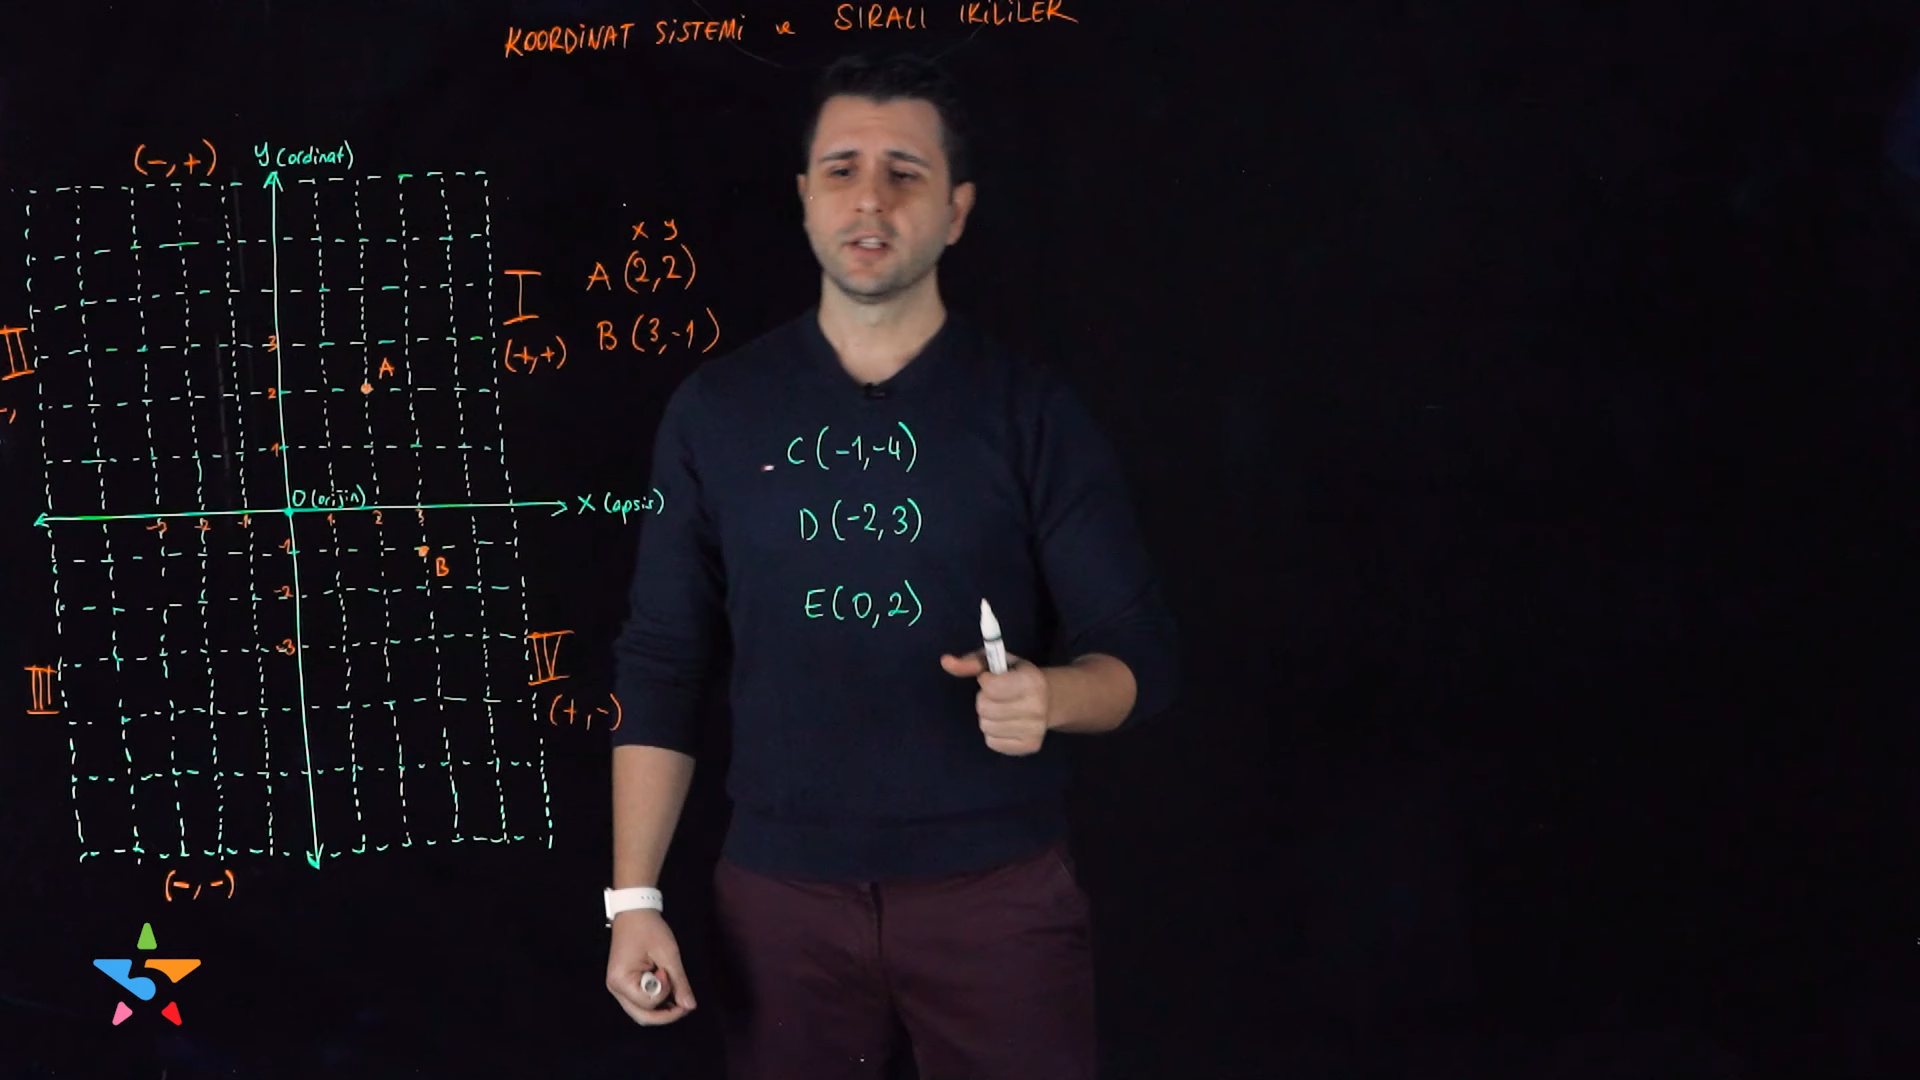 KOORDİNAT SİSTEMİ ve SIRALI İKİLİLER
(-,+)
y (ordinat)
x y
A (2,2)
B (3,-1)
I
(+,+)
II
-,
3
A
2
1
O (orijin)
x (apsis)
-3 -2 -1 1 2 3
-1
B
-2
-3
III
IV
(+,-)
(-,-)
C (-1,-4)
D (-2,3)
E (0,2)
5